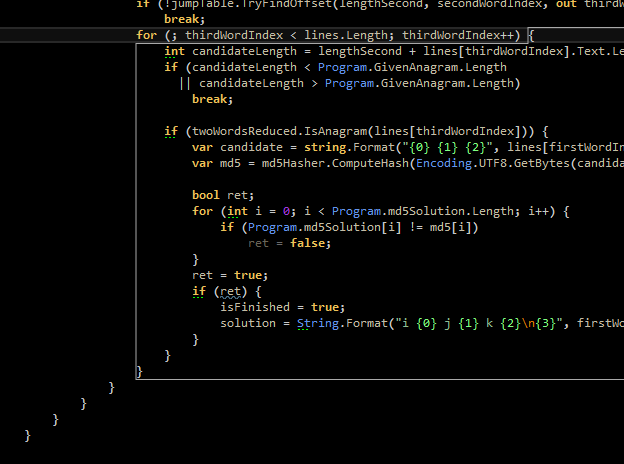 if (!jumpTable.TryFindOffset(lengthSecond, secondWordIndex, out
break;
for (; thirdWordIndex < lines.Length; thirdWordIndex++) {
int candidateLength = lengthSecond + lines[thirdWordIndex].Text.Le
if (candidateLength < Program.GivenAnagram.Length
|| candidateLength > Program.GivenAnagram.Length)
break;
if (twoWordsReduced.IsAnagram(lines[thirdWordIndex])) {
var candidate = string.Format("{0} {1} {2}", lines[firstWordIn
var md5 = md5Hasher.ComputeHash(Encoding.UTF8.GetBytes(candida
bool ret;
for (int i = 0; i < Program.md5Solution.Length; i++) {
if (Program.md5Solution[i] != md5[i])
ret = false;
}
ret = true;
if (ret) {
isFinished = true;
solution = String.Format("i {0} j {1} k {2}\n{3}", firstWo
}
}
}
}
}
}
}